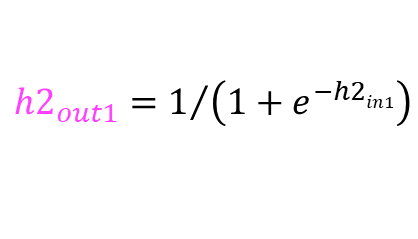 h2ₒᵤₜ₁ = 1/(1 + e^(−h2ᵢₙ₁))